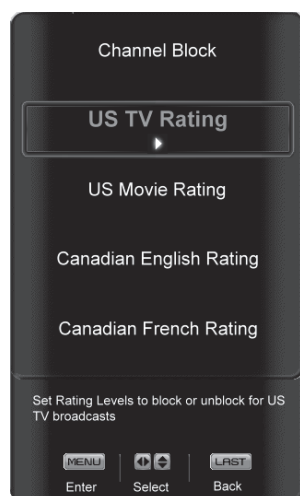 Channel Block
US TV Rating
US Movie Rating
Canadian English Rating
Canadian French Rating
Set Rating Levels to block or unblock for US
TV broadcasts
MENU LAST
Enter Select Back